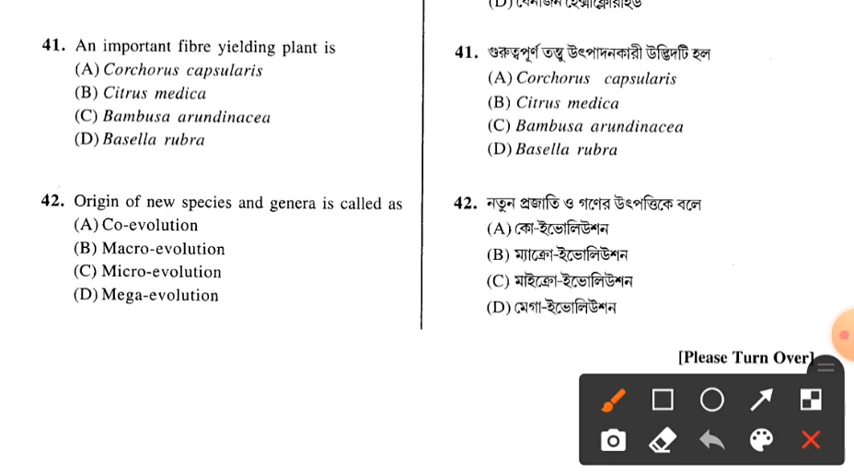 41. An important fibre yielding plant is
(A) Corchorus capsularis
(B) Citrus medica
(C) Bambusa arundinacea
(D) Basella rubra
42. Origin of new species and genera is called as
(A) Co-evolution
(B) Macro-evolution
(C) Micro-evolution
(D) Mega-evolution
(D)
41. গুরুত্বপূর্ণ তন্তু উৎপাদনকারী উদ্ভিদটি হল
(A) Corchorus capsularis
(B) Citrus medica
(C) Bambusa arundinacea
(D) Basella rubra
42. নতুন প্রজাতি ও গণের উৎপত্তিকে বলে
(A) কো-ইভোলিউশন
(B) ম্যাক্রো-ইভোলিউশন
(C) মাইক্রো-ইভোলিউশন
(D) মেগা-ইভোলিউশন
[Please Turn Over]